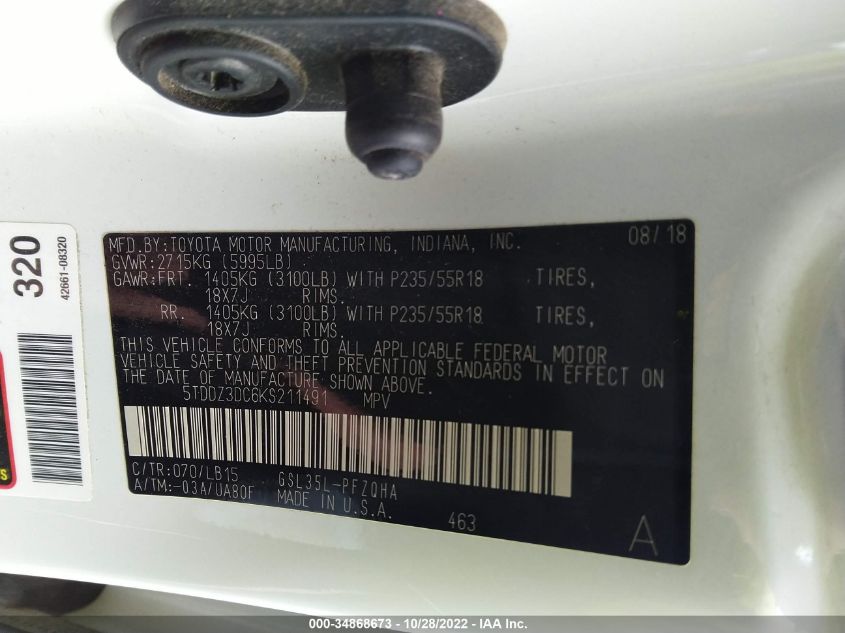 MFD.BY:TOYOTA MOTOR MANUFACTURING, INDIANA, INC. 08/18
GVWR:2715KG (5995LB)
GAWR:FRT. 1405KG (3100LB) WITH P235/55R18 TIRES,
18X7J RIMS.
RR. 1405KG (3100LB) WITH P235/55R18 TIRES,
18X7J RIMS.
THIS VEHICLE CONFORMS TO ALL APPLICABLE FEDERAL MOTOR
VEHICLE SAFETY AND THEFT PREVENTION STANDARDS IN EFFECT ON
THE DATE OF MANUFACTURE SHOWN ABOVE.
5TDDZ3DC6KS211491 MPV
C/TR:070/LB15 GSL35L-PFZQHA
A/TM:-03A/UA80F MADE IN U.S.A.
463
A
320
42661-08320
S
000-34868673 - 10/28/2022 - IAA Inc.